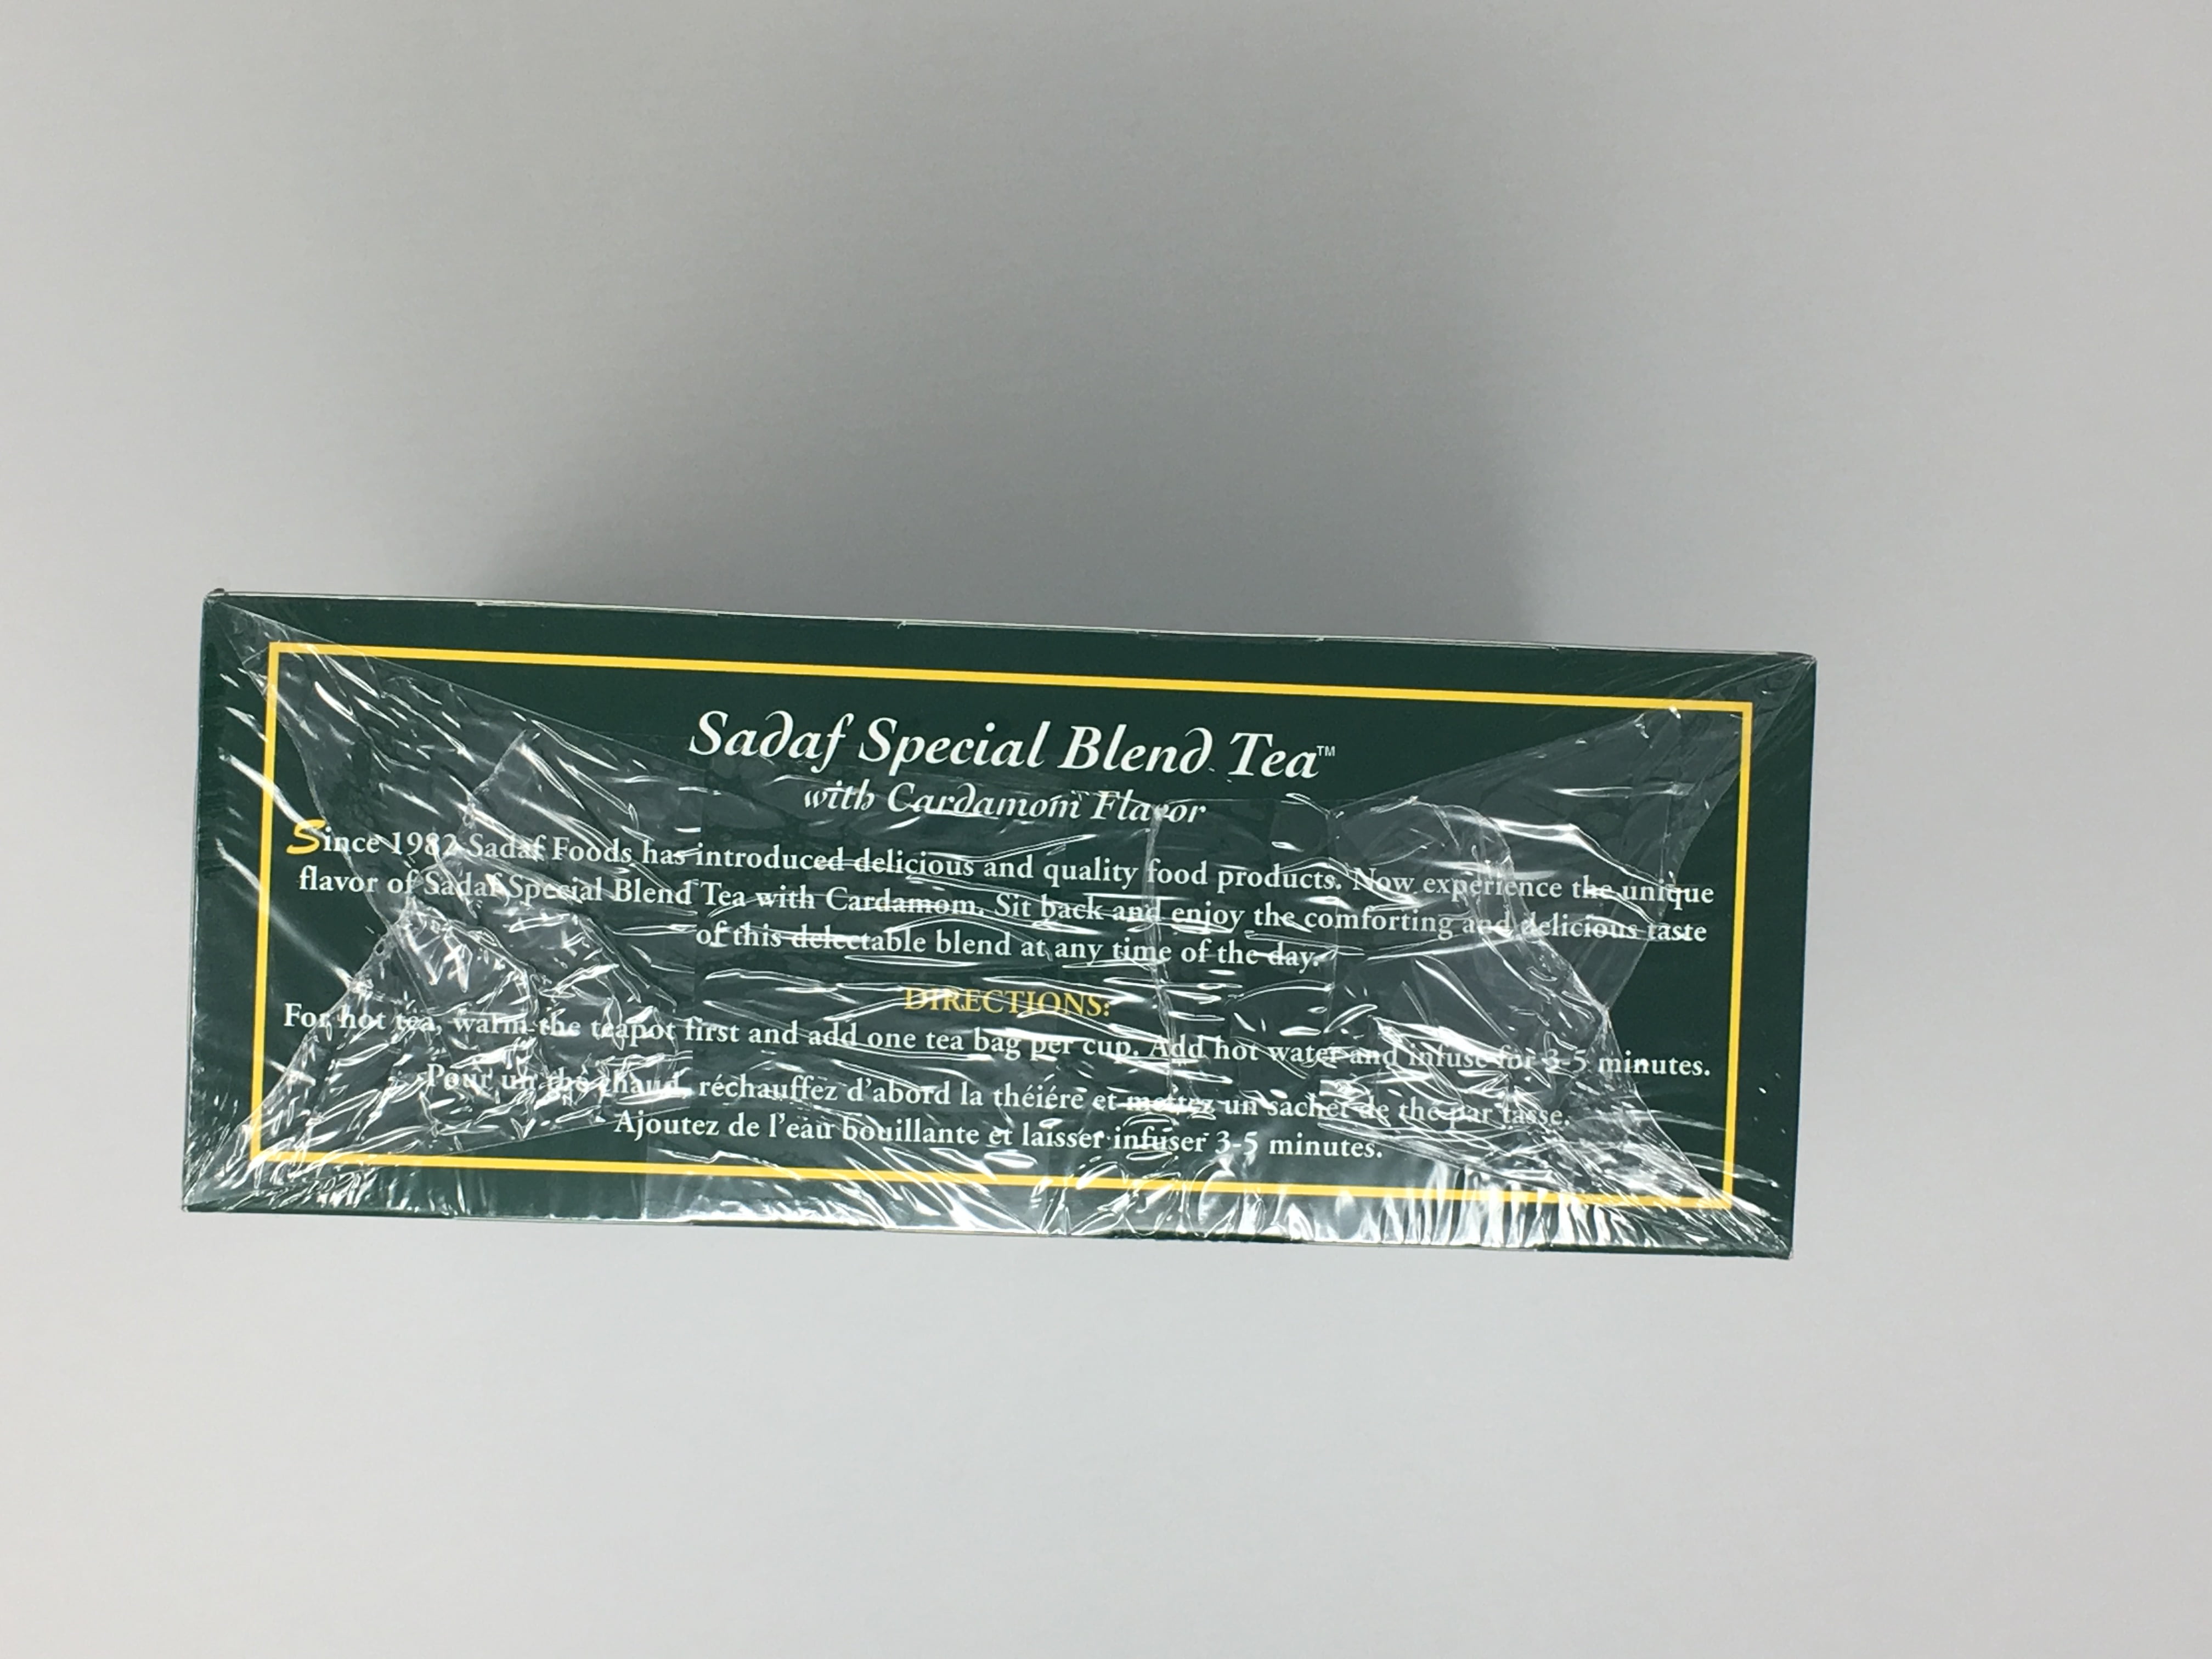 Sadaf Special Blend Tea™
with Cardamom Flavor
Since 1982 Sadaf Foods has introduced delicious and quality food products. Now experience the unique
flavor of Sadaf Special Blend Tea with Cardamom. Sit back and enjoy the comforting and delicious taste
of this delectable blend at any time of the day.
DIRECTIONS:
For hot tea, warm the teapot first and add one tea bag per cup. Add hot water and infuse for 3-5 minutes.
Pour un thé chaud, réchauffez d'abord la théiére et mettez un sachet de thé par tasse.
Ajoutez de l'eau bouillante et laisser infuser 3-5 minutes.